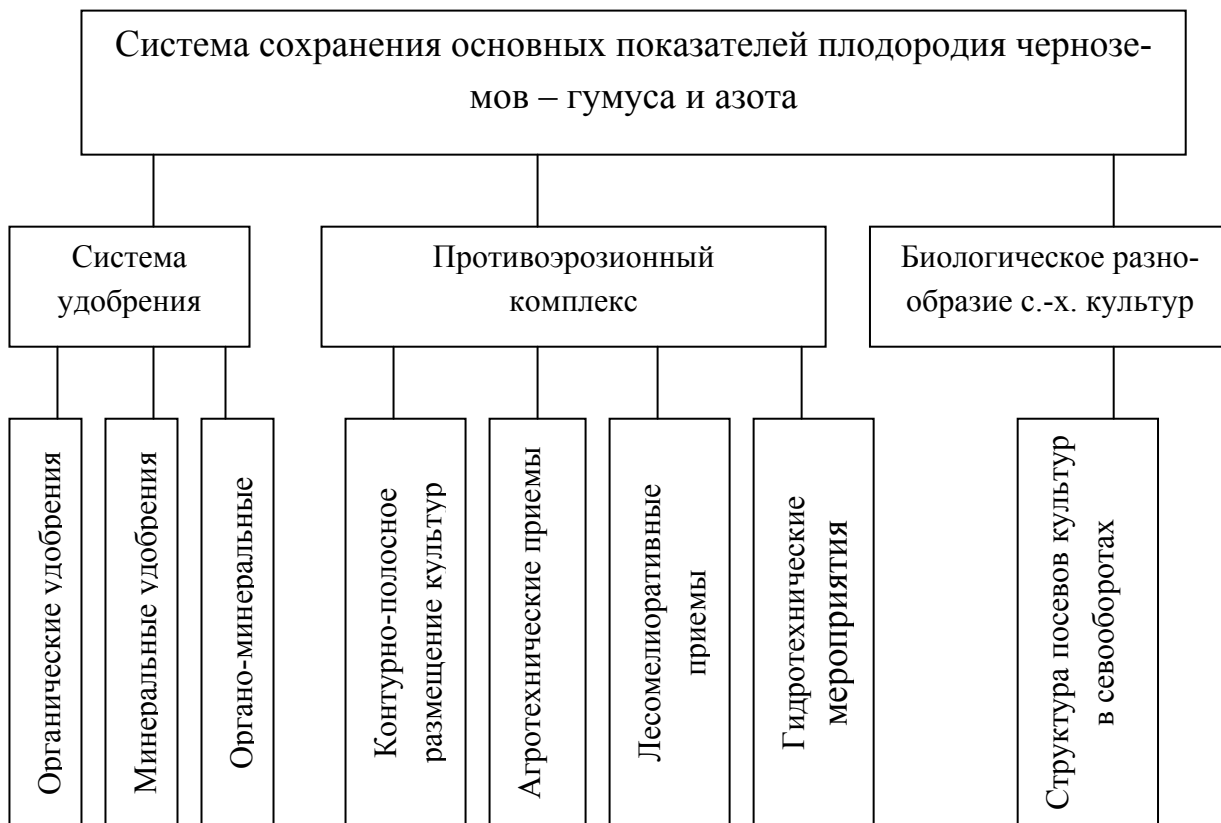 Система сохранения основных показателей плодородия чернозе-
мов – гумуса и азота
Система
удобрения
Противоэрозионный
комплекс
Биологическое разно-
образие с.-х. культур
Органические удобрения
Минеральные удобрения
Органо-минеральные
Контурно-полосное
размещение культур
Агротехнические приемы
Лесомелиоративные
приемы
Гидротехнические
мероприятия
Структура посевов культур
в севооборотах